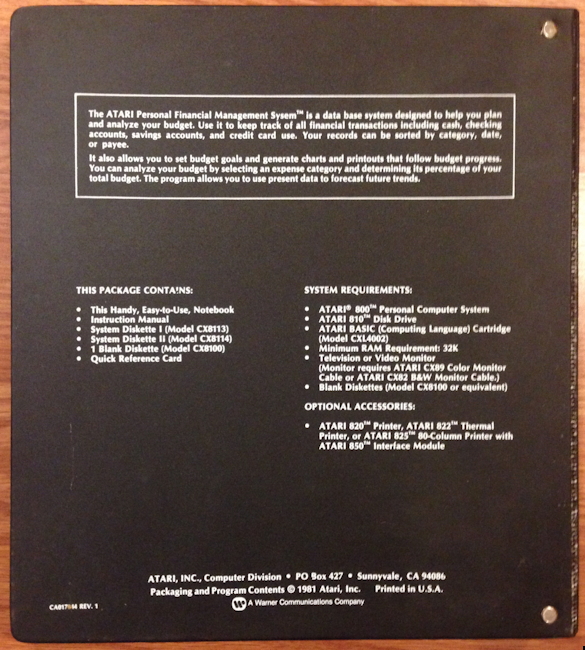 The ATARI Personal Financial Management Sysem™ is a data base system designed to help you plan
and analyze your budget. Use it to keep track of all financial transactions including cash, checking
accounts, savings accounts, and credit card use. Your records can be sorted by category, date,
or payee.
It also allows you to set budget goals and generate charts and printouts that follow budget progress.
You can analyze your budget by selecting an expense category and determining its percentage of your
total budget. The program allows you to use present data to forecast future trends.
THIS PACKAGE CONTAINS:
• This Handy, Easy-to-Use, Notebook
• Instruction Manual
• System Diskette I (Model CX8113)
• System Diskette II (Model CX8114)
• 1 Blank Diskette (Model CX8100)
• Quick Reference Card
SYSTEM REQUIREMENTS:
• ATARI® 800™ Personal Computer System
• ATARI 810™ Disk Drive
• ATARI BASIC (Computing Language) Cartridge
(Model CXL4002)
• Minimum RAM Requirement: 32K
• Television or Video Monitor
(Monitor requires ATARI CX89 Color Monitor
Cable or ATARI CX82 B&W Monitor Cable.)
• Blank Diskettes (Model CX8100 or equivalent)
OPTIONAL ACCESSORIES:
• ATARI 820™ Printer, ATARI 822™ Thermal
Printer, or ATARI 825™ 80-Column Printer with
ATARI 850™ Interface Module
ATARI, INC., Computer Division • PO Box 427 • Sunnyvale, CA 94086
Packaging and Program Contents © 1981 Atari, Inc. Printed in U.S.A.
A Warner Communications Company
REV. 1